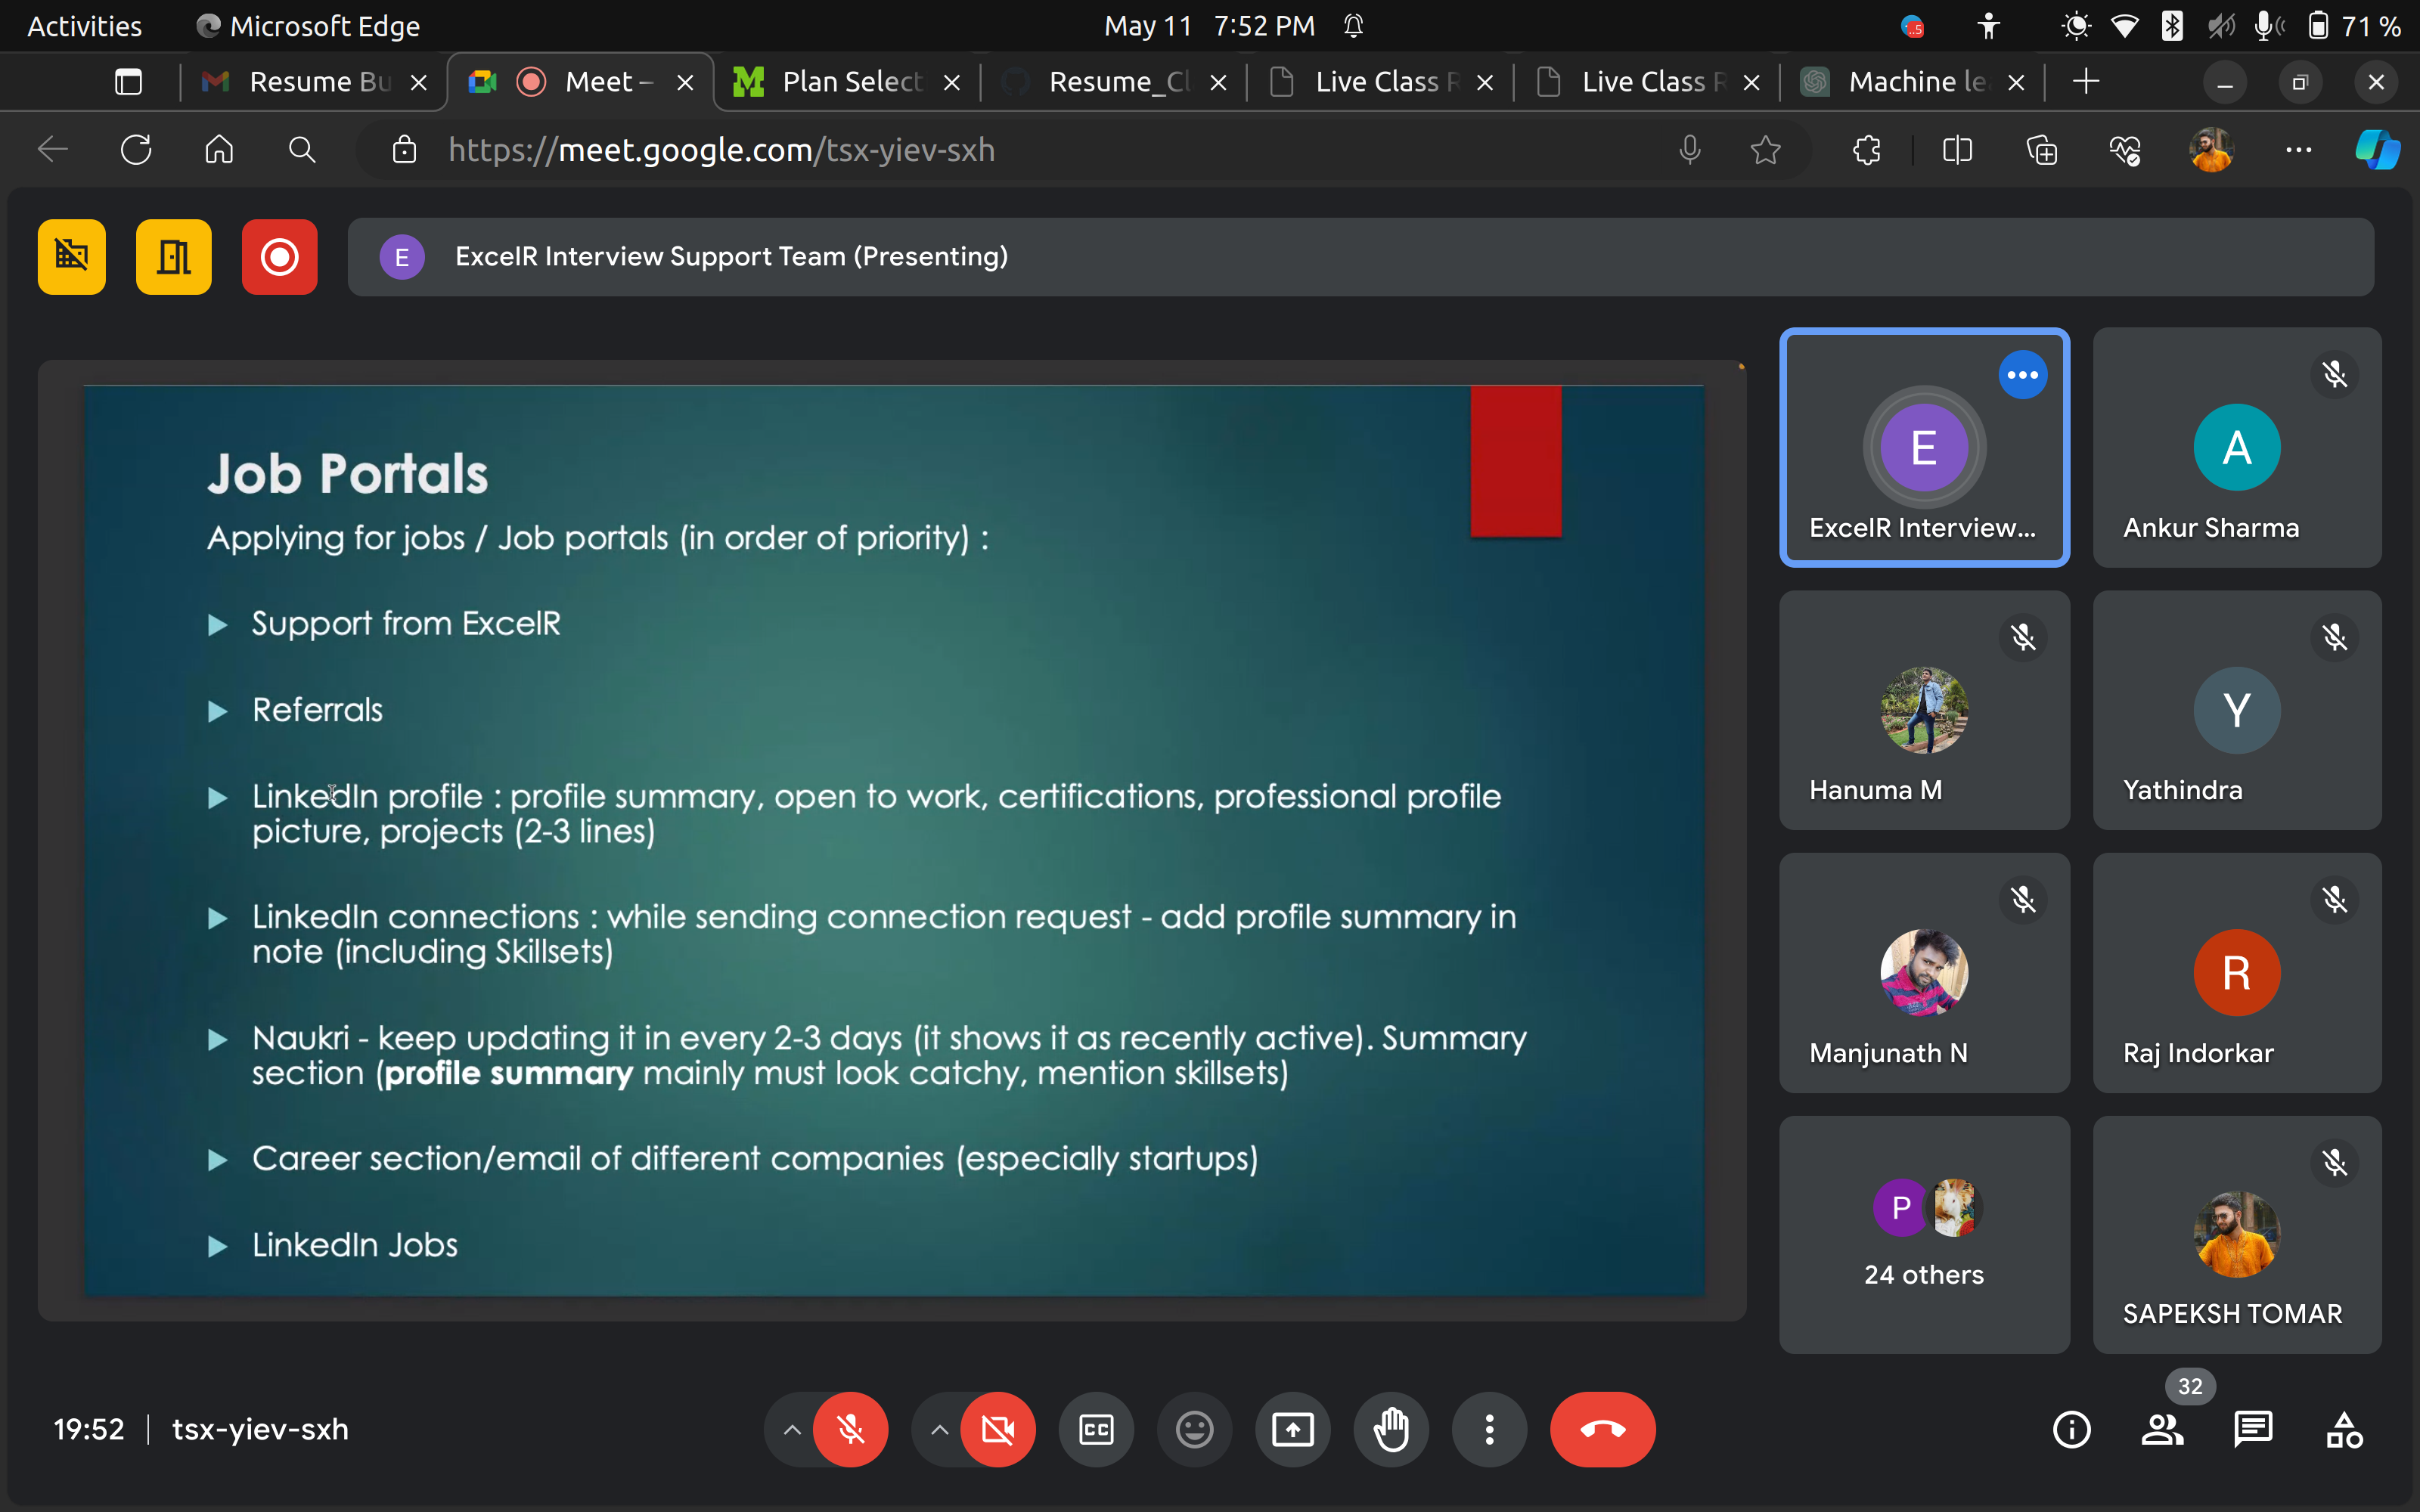 Activities Microsoft Edge May 11 7:52 PM 71 %
Resume Bu Meet – Plan Select Resume_Cl Live Class R Live Class R Machine le
https://meet.google.com/tsx-yiev-sxh
E ExcelR Interview Support Team (Presenting)
Job Portals
Applying for jobs / Job portals (in order of priority) :
Support from ExcelR
Referrals
LinkedIn profile : profile summary, open to work, certifications, professional profile
picture, projects (2-3 lines)
LinkedIn connections : while sending connection request - add profile summary in
note (including Skillsets)
Naukri - keep updating it in every 2-3 days (it shows it as recently active). Summary
section (profile summary mainly must look catchy, mention skillsets)
Career section/email of different companies (especially startups)
LinkedIn Jobs
E
ExcelR Interview...
A
Ankur Sharma
Hanuma M
Y
Yathindra
Manjunath N
R
Raj Indorkar
P
24 others
SAPEKSH TOMAR
19:52 tsx-yiev-sxh
CC
32